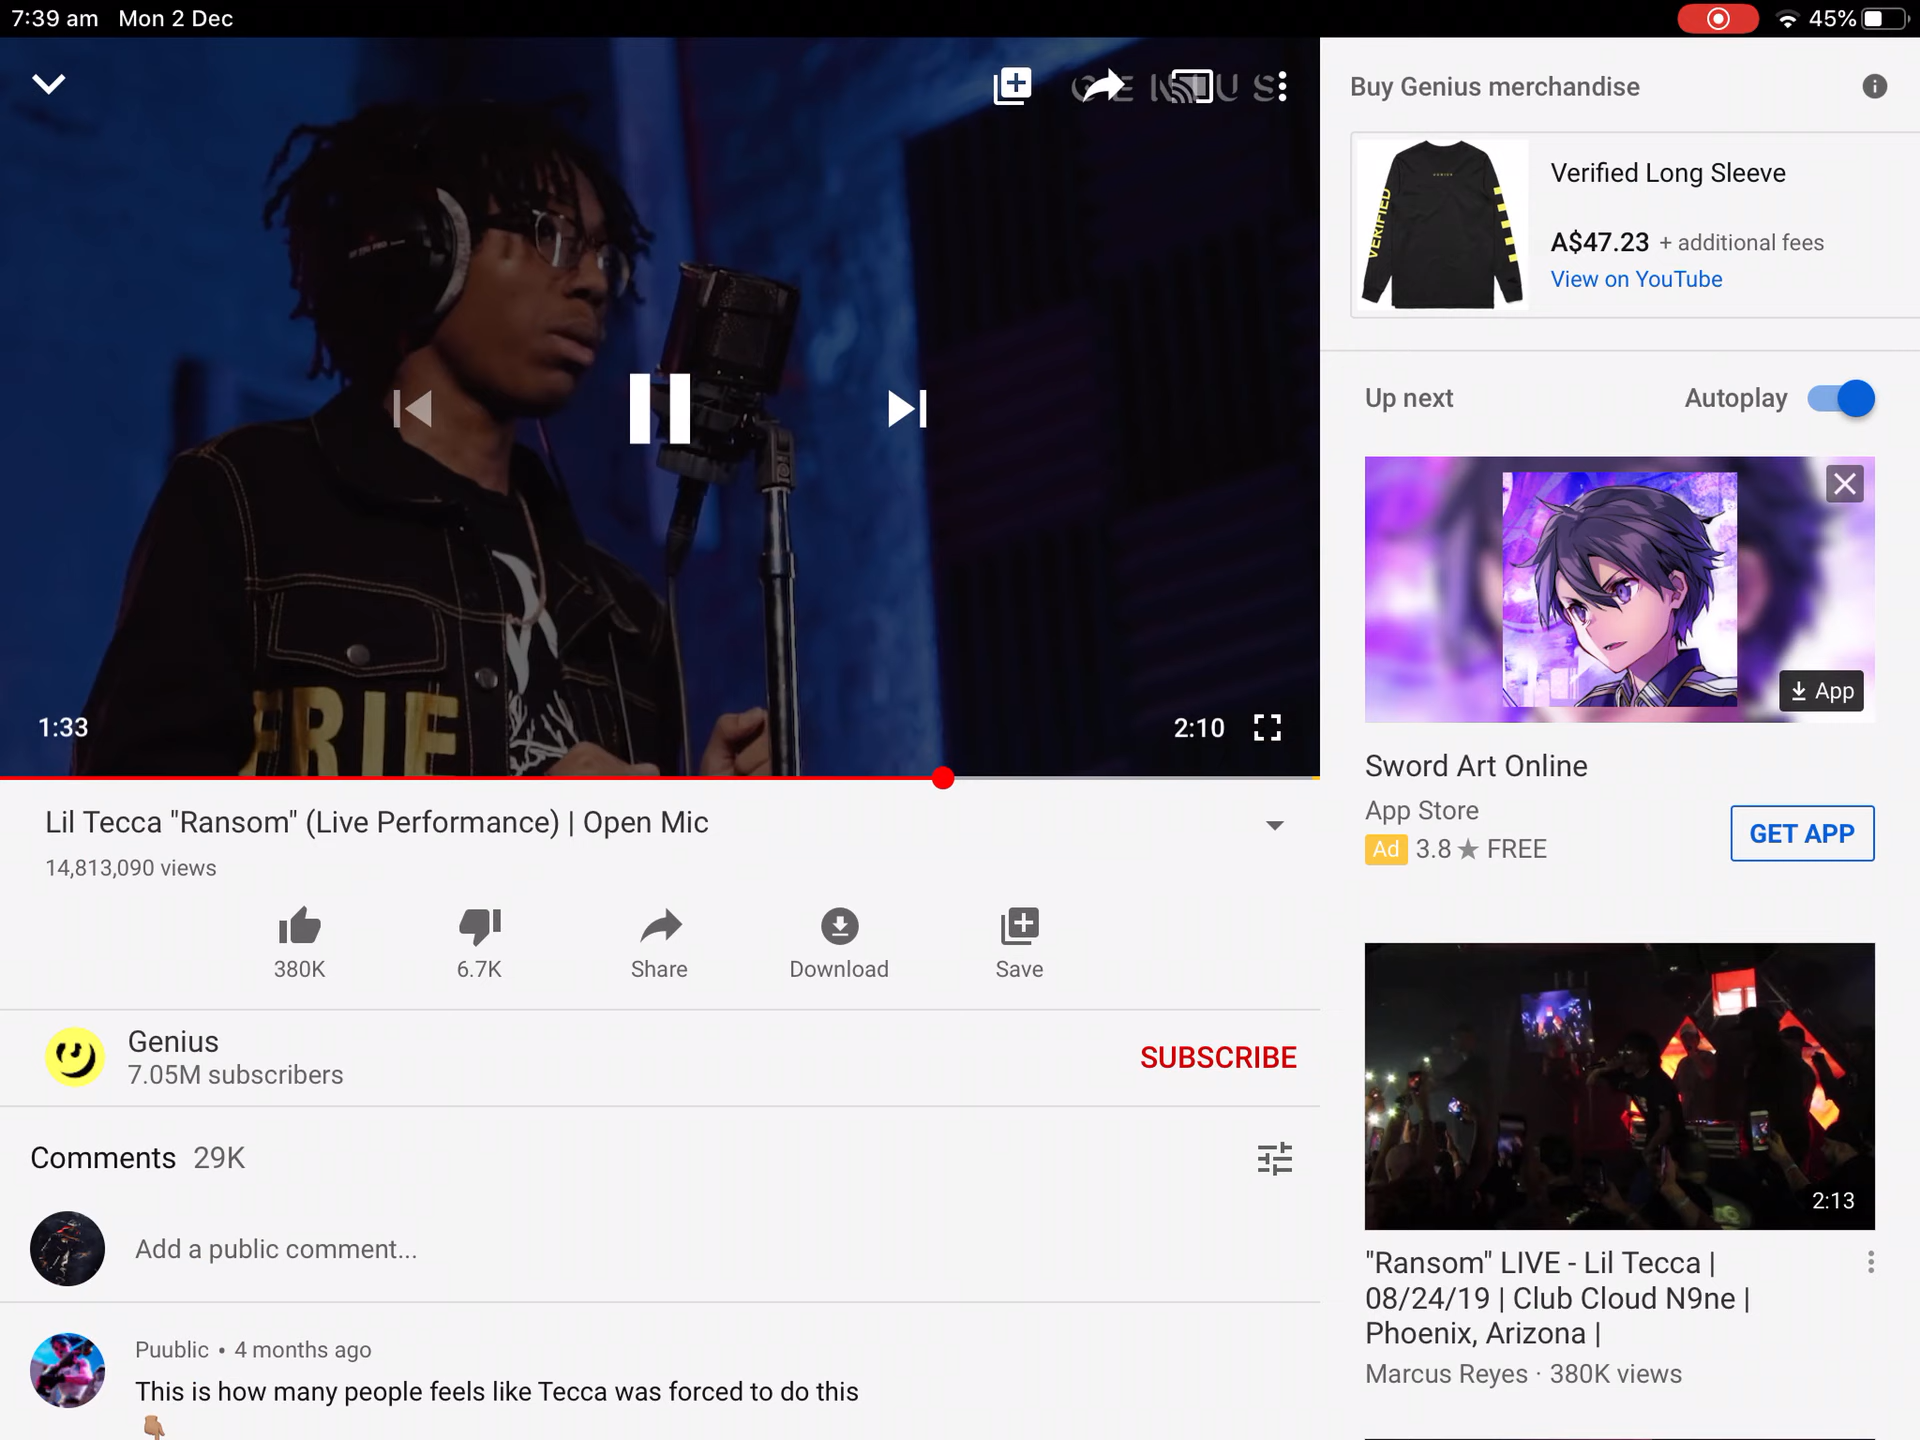 7:39 am Mon 2 Dec
45%
GENIUS
ERIE
1:33
2:10
Lil Tecca "Ransom" (Live Performance) | Open Mic
14,813,090 views
380K
6.7K
Share
Download
Save
Genius
7.05M subscribers
SUBSCRIBE
Comments 29K
Add a public comment...
Puublic • 4 months ago
This is how many people feels like Tecca was forced to do this
👇🏽
Buy Genius merchandise
VERIFIED
GENIUS
Verified Long Sleeve
A$47.23 + additional fees
View on YouTube
Up next
Autoplay
App
Sword Art Online
App Store
Ad 3.8 ★ FREE
GET APP
2:13
"Ransom" LIVE - Lil Tecca |
08/24/19 | Club Cloud N9ne |
Phoenix, Arizona |
Marcus Reyes · 380K views